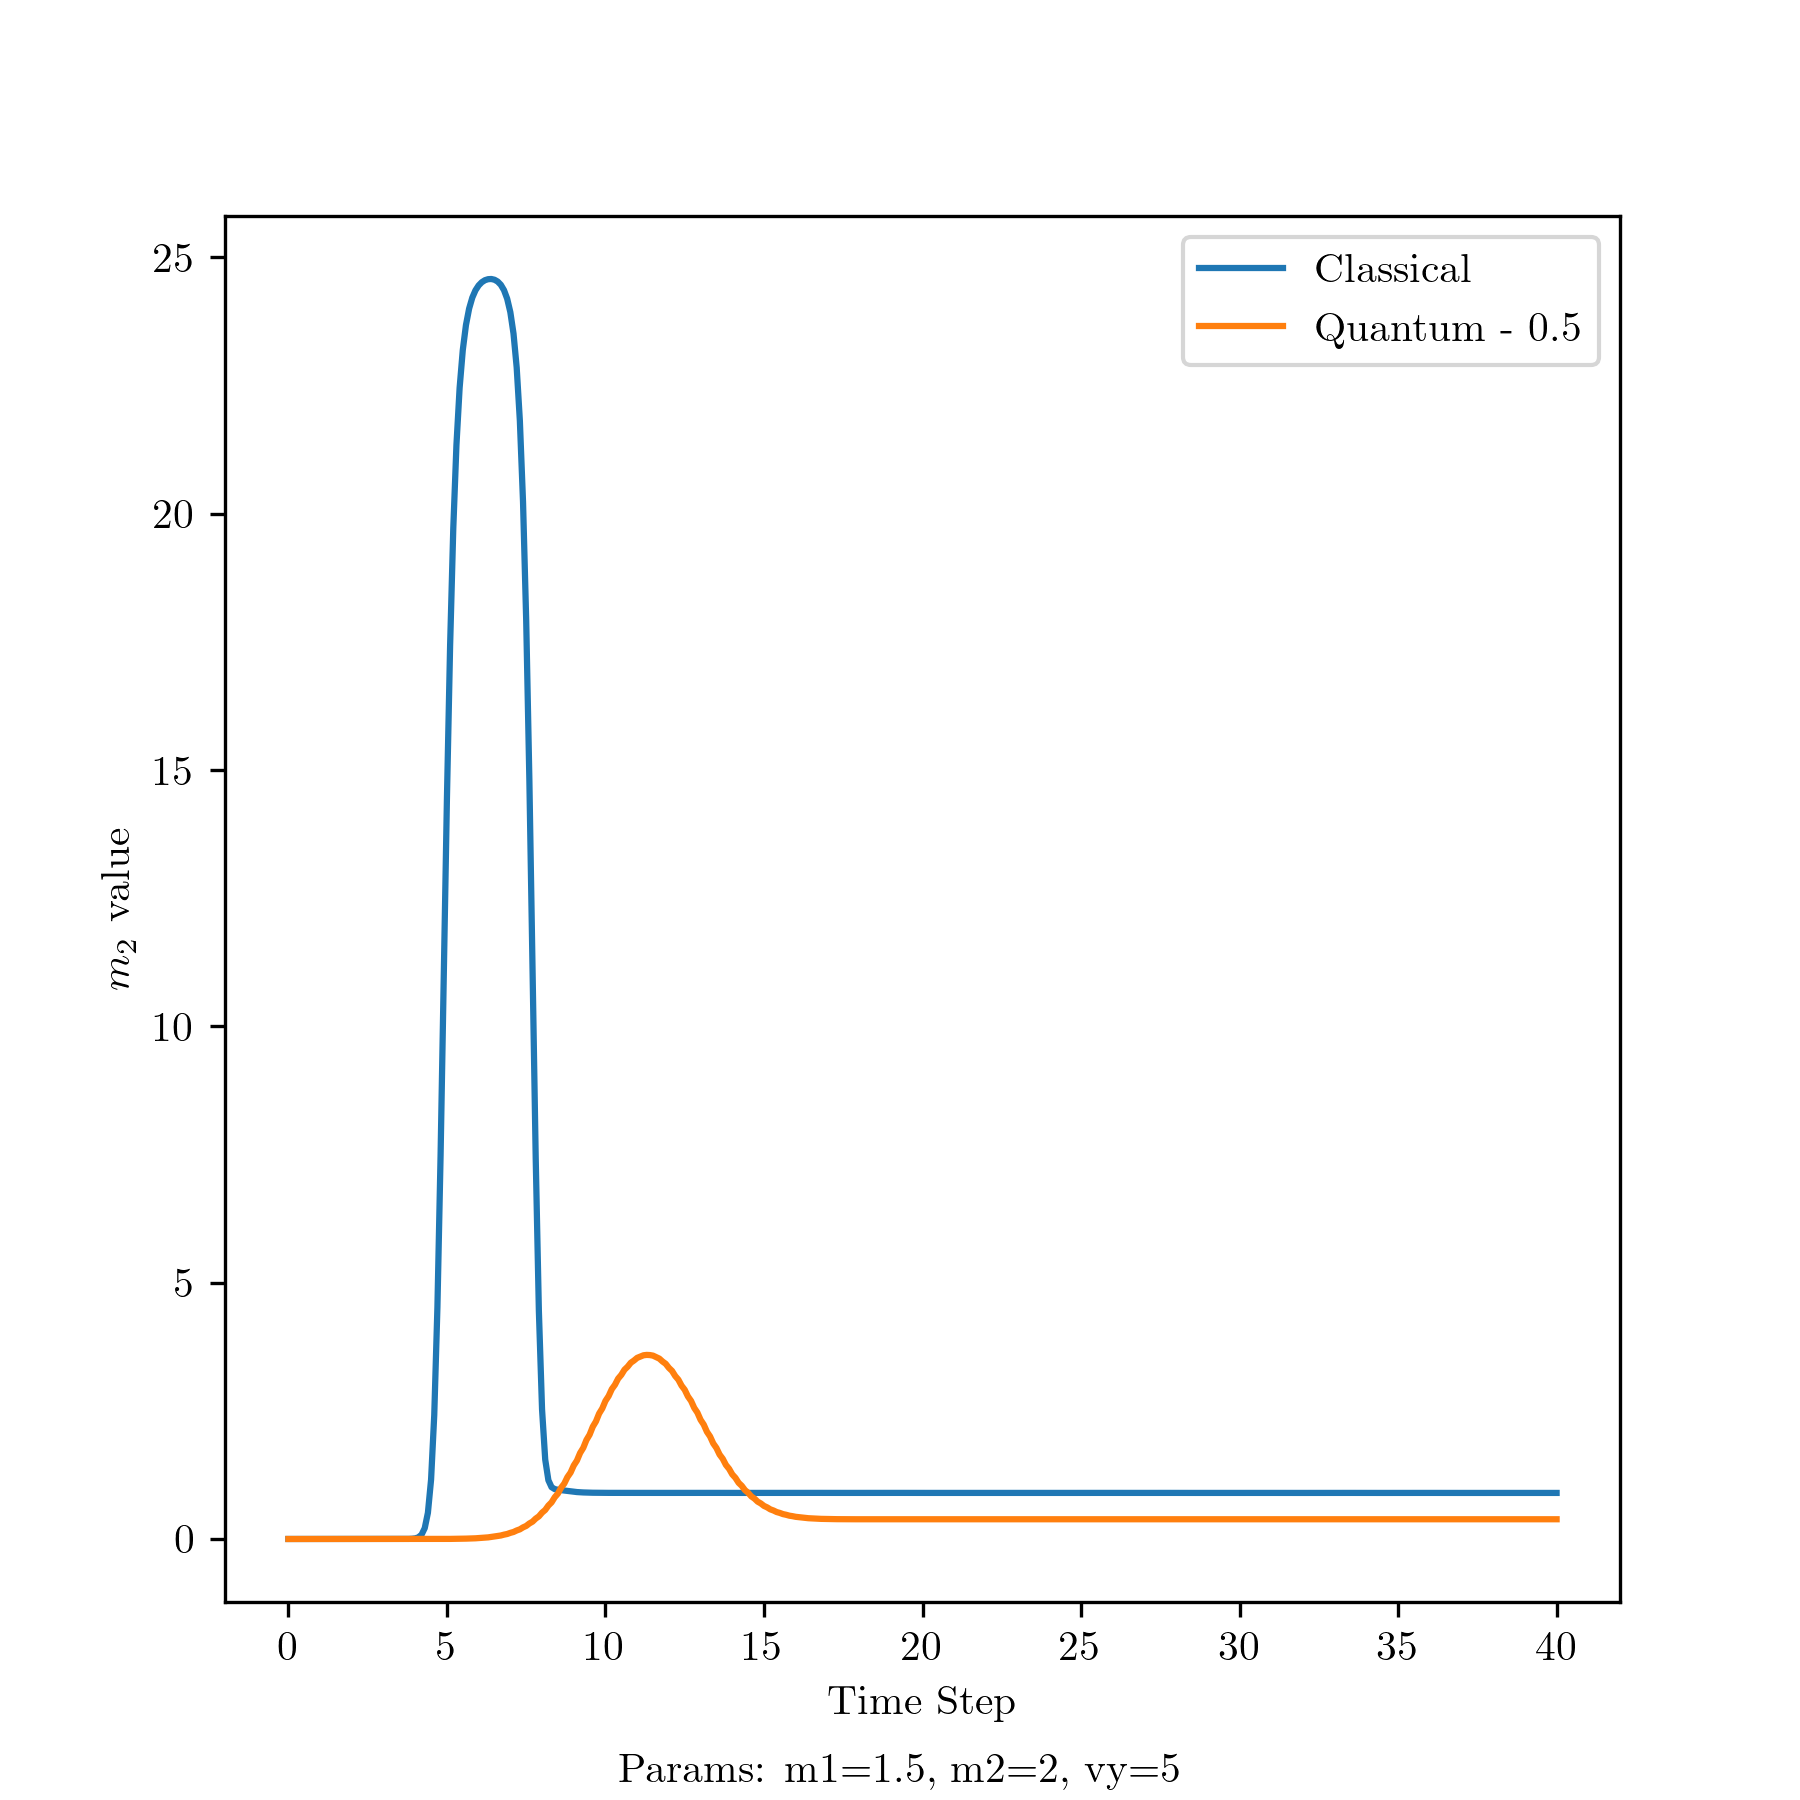 Classical
Quantum - 0.5
25
20
15
10
5
0
m₂ value
0 5 10 15 20 25 30 35 40
Time Step
Params: m1=1.5, m2=2, vy=5